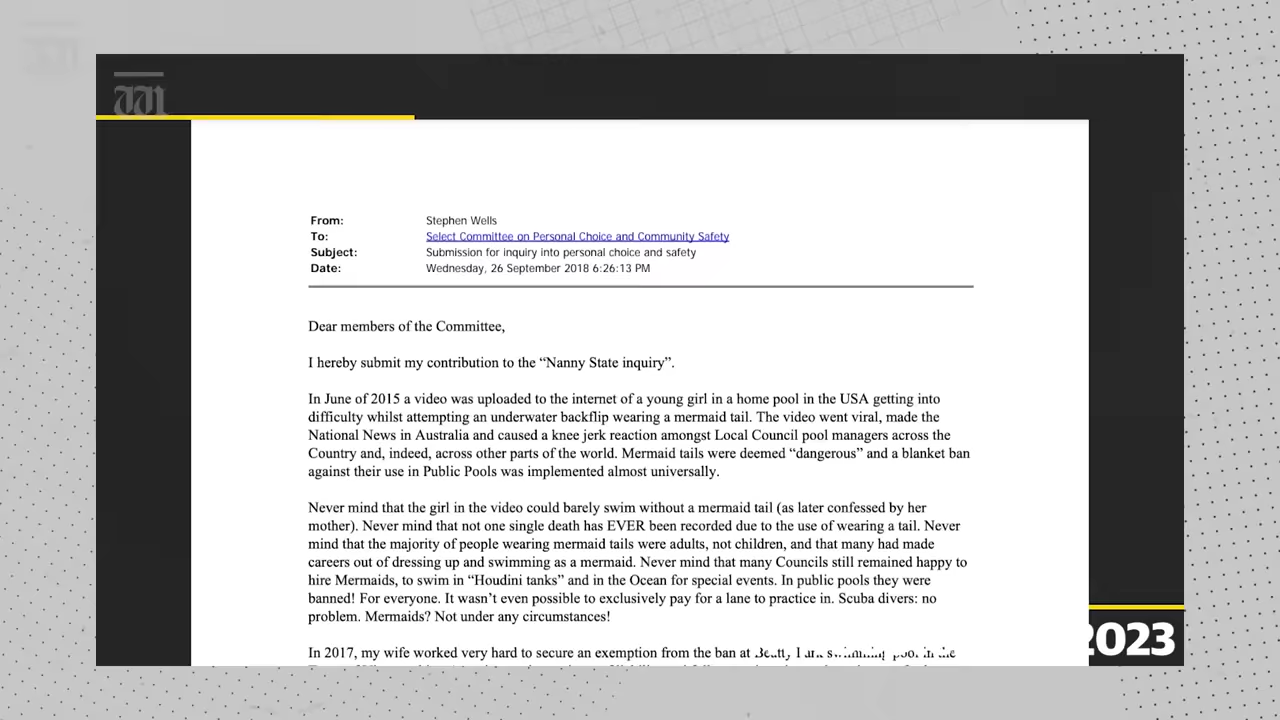 From: Stephen Wells
To: Select Committee on Personal Choice and Community Safety
Subject: Submission for inquiry into personal choice and safety
Date: Wednesday, 26 September 2018 6:26:13 PM
Dear members of the Committee,
I hereby submit my contribution to the “Nanny State inquiry”.
In June of 2015 a video was uploaded to the internet of a young girl in a home pool in the USA getting into
difficulty whilst attempting an underwater backflip wearing a mermaid tail. The video went viral, made the
National News in Australia and caused a knee jerk reaction amongst Local Council pool managers across the
Country and, indeed, across other parts of the world. Mermaid tails were deemed “dangerous” and a blanket ban
against their use in Public Pools was implemented almost universally.
Never mind that the girl in the video could barely swim without a mermaid tail (as later confessed by her
mother). Never mind that not one single death has EVER been recorded due to the use of wearing a tail. Never
mind that the majority of people wearing mermaid tails were adults, not children, and that many had made
careers out of dressing up and swimming as a mermaid. Never mind that many Councils still remained happy to
hire Mermaids, to swim in “Houdini tanks” and in the Ocean for special events. In public pools they were
banned! For everyone. It wasn’t even possible to exclusively pay for a lane to practice in. Scuba divers: no
problem. Mermaids? Not under any circumstances!
In 2017, my wife worked very hard to secure an exemption from the ban at Beatty Park swimming pool in the
2023